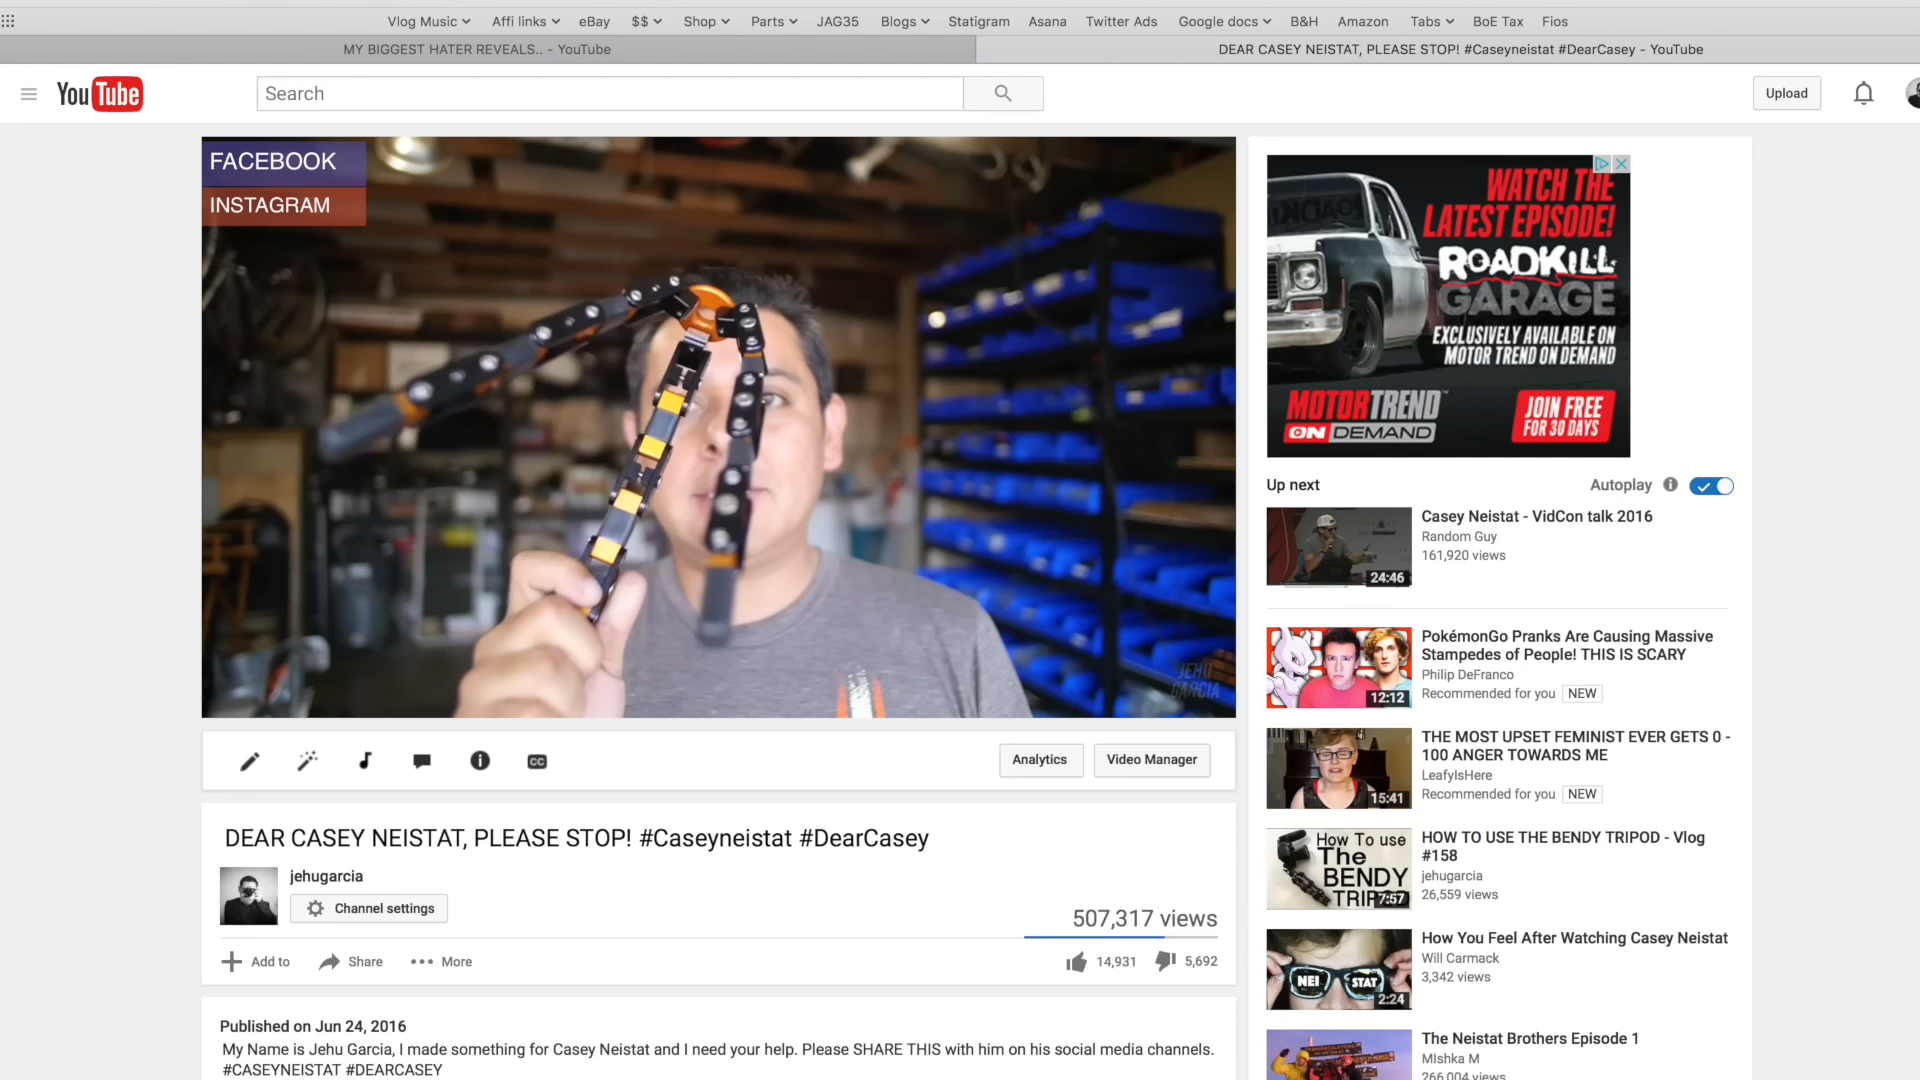 Vlog Music Affi links eBay $$ Shop Parts JAG35 Blogs Statigram Asana Twitter Ads Google docs B&H Amazon Tabs BoE Tax Fios
MY BIGGEST HATER REVEALS.. - YouTube
DEAR CASEY NEISTAT, PLEASE STOP! #Caseyneistat #DearCasey - YouTube
YouTube
Search
Upload
FACEBOOK
INSTAGRAM
JEHU
GARCIA
WATCH THE
LATEST EPISODE!
ROADKILL
GARAGE
EXCLUSIVELY AVAILABLE ON
MOTOR TREND ON DEMAND
MOTORTREND
ON DEMAND
JOIN FREE
FOR 30 DAYS
Analytics
Video Manager
CC
DEAR CASEY NEISTAT, PLEASE STOP! #Caseyneistat #DearCasey
jehugarcia
Channel settings
507,317 views
Add to
Share
More
14,931
5,692
Published on Jun 24, 2016
My Name is Jehu Garcia, I made something for Casey Neistat and I need your help. Please SHARE THIS with him on his social media channels.
#CASEYNEISTAT #DEARCASEY
Up next
Autoplay
Casey Neistat - VidCon talk 2016
Random Guy
161,920 views
24:46
PokémonGo Pranks Are Causing Massive
Stampedes of People! THIS IS SCARY
Philip DeFranco
Recommended for you NEW
12:12
THE MOST UPSET FEMINIST EVER GETS 0 -
100 ANGER TOWARDS ME
LeafyIsHere
Recommended for you NEW
15:41
How To use
The
BENDY
TRIP
7:57
HOW TO USE THE BENDY TRIPOD - Vlog
#158
jehugarcia
26,559 views
NEI STAT
2:24
How You Feel After Watching Casey Neistat
Will Carmack
3,342 views
The Neistat Brothers Episode 1
MIshka M
266,004 views